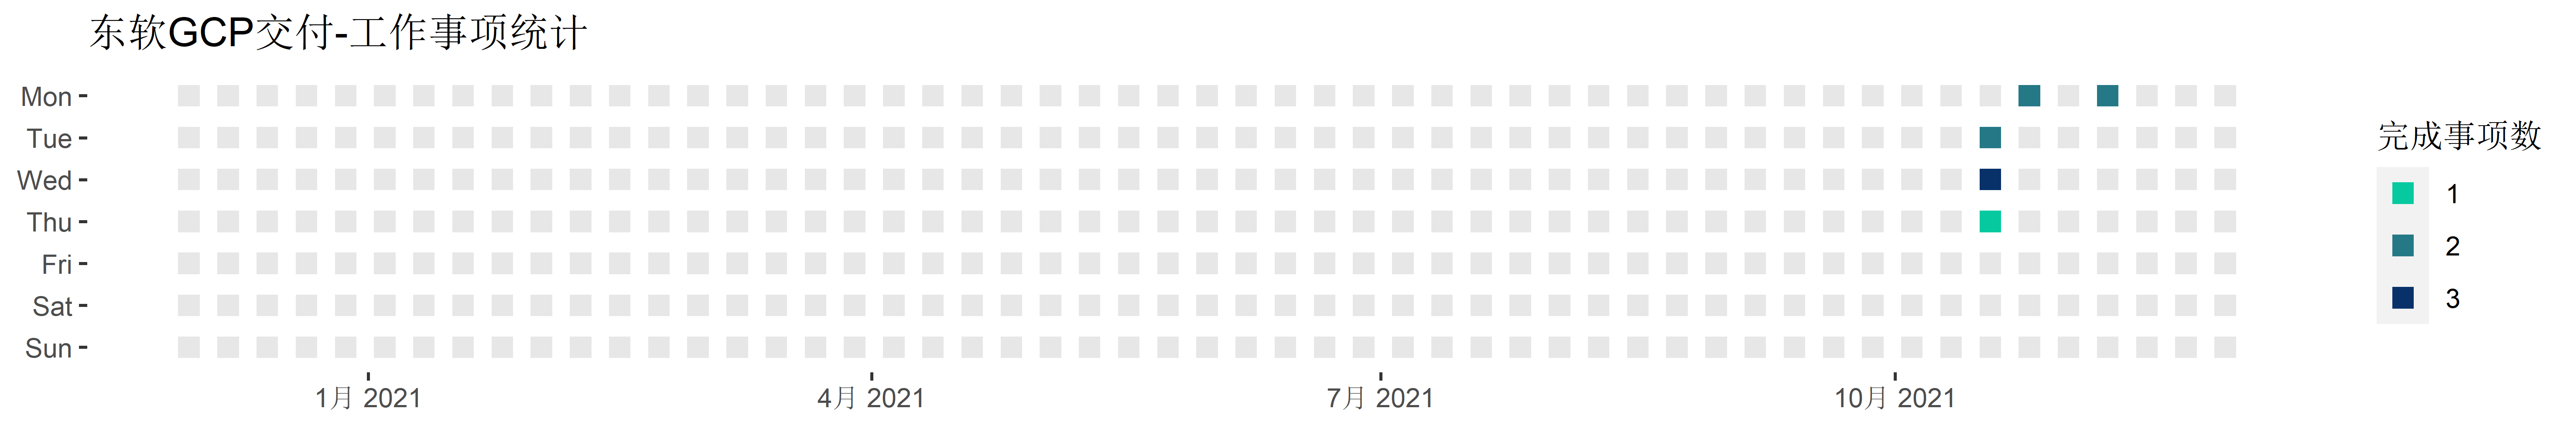 东软GCP交付-工作事项统计
Mon
Tue
Wed
Thu
Fri
Sat
Sun
1月 2021
4月 2021
7月 2021
10月 2021
完成事项数
1
2
3